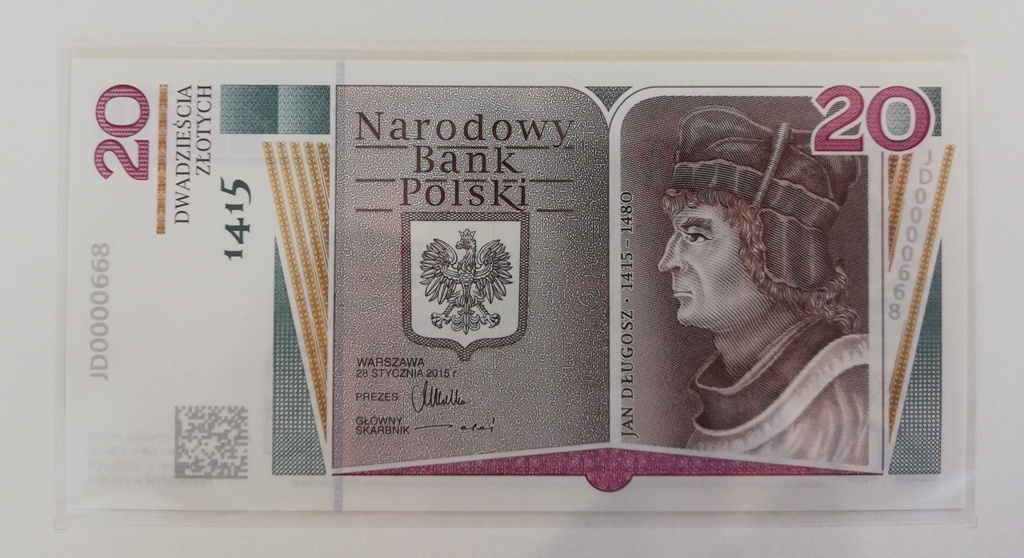 20
DWADZIEŚCIA
ZŁOTYCH
1415
JD0000668
Narodowy
Bank
Polski
WARSZAWA
28 STYCZNIA 2015 r.
PREZES
GŁÓWNY
SKARBNIK
JAN DŁUGOSZ · 1415 – 1480
20
JD0000668